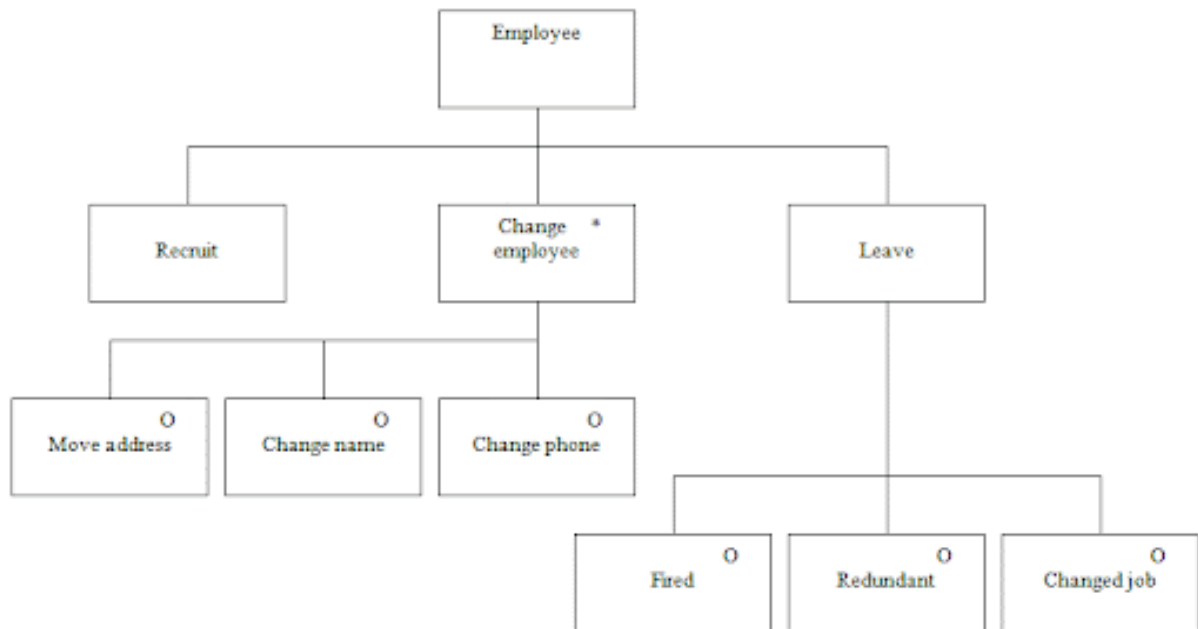 Employee
Recruit
Change *
employee
Leave
O
Move address
O
Change name
O
Change phone
O
Fired
O
Redundant
O
Changed job